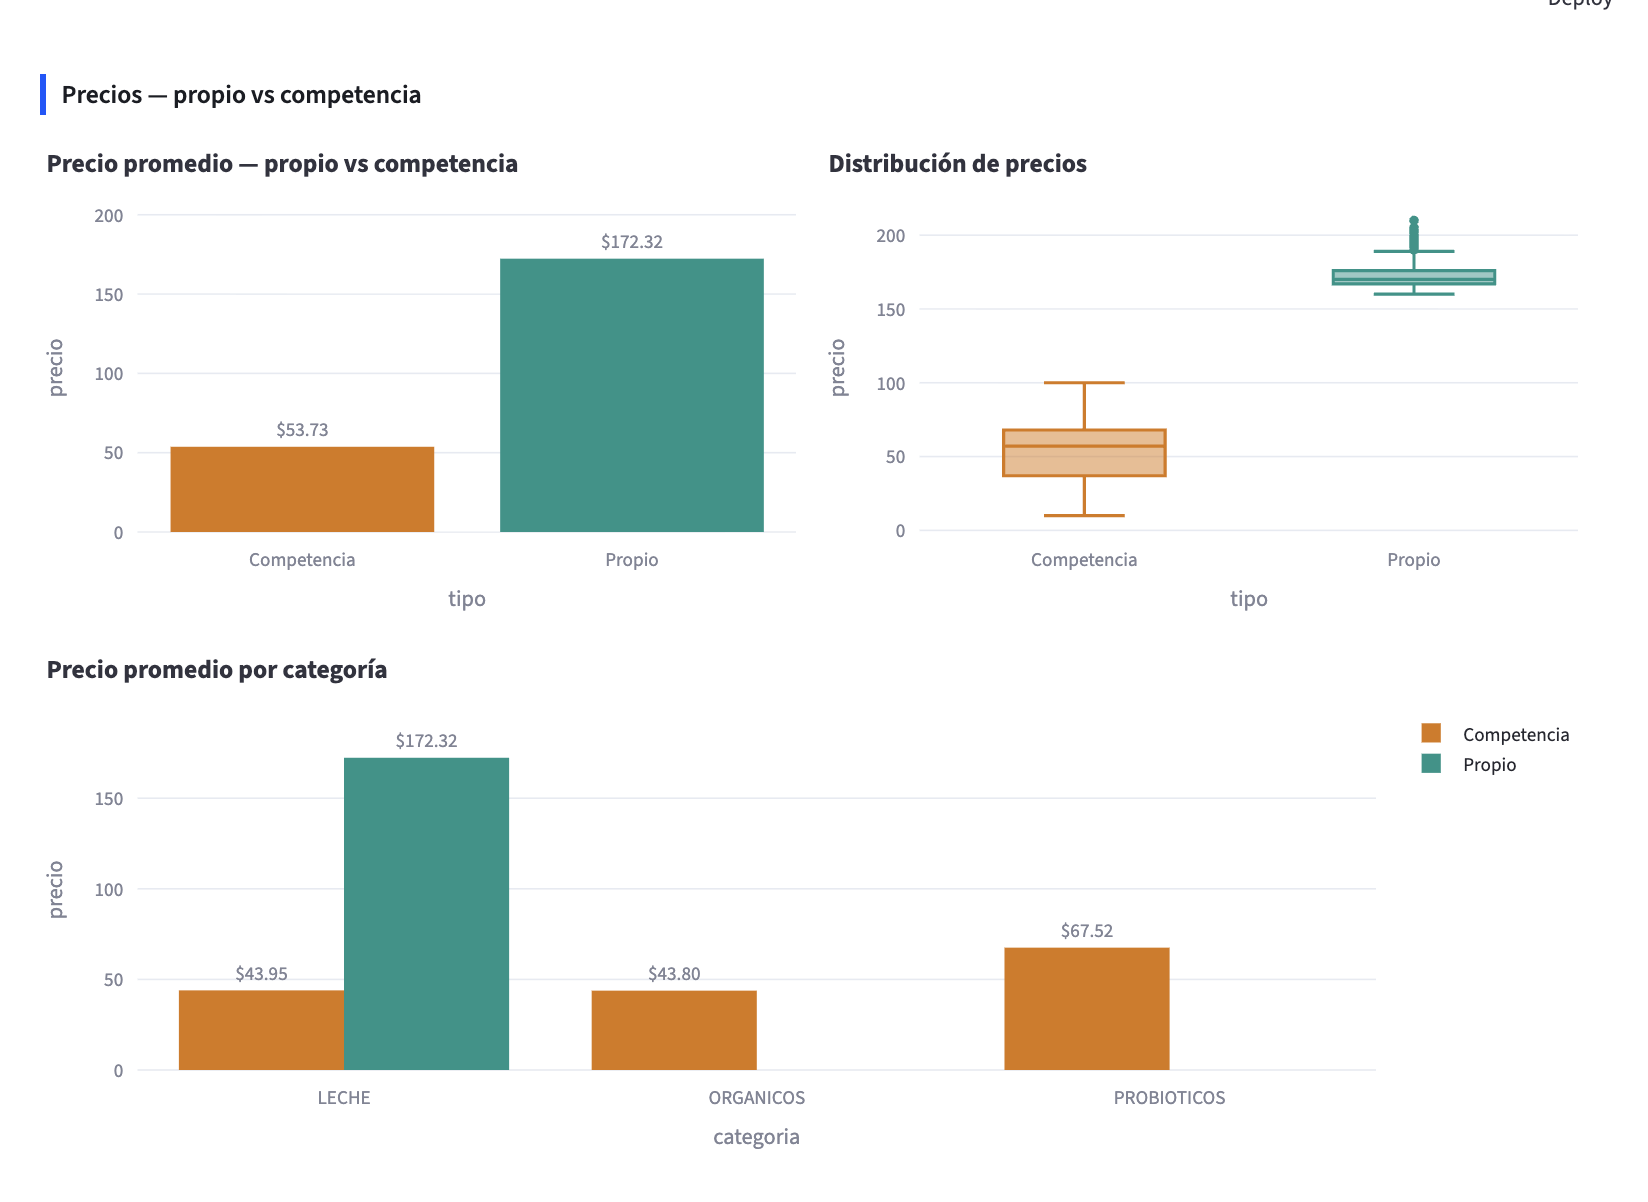 Deploy
Precios — propio vs competencia
Precio promedio — propio vs competencia
Distribución de precios
200
150
100
50
0
precio
$53.73
$172.32
Competencia
Propio
tipo
200
150
100
50
0
precio
Competencia
Propio
tipo
Precio promedio por categoría
Competencia
Propio
150
100
50
0
precio
$43.95
$172.32
$43.80
$67.52
LECHE
ORGANICOS
PROBIOTICOS
categoria